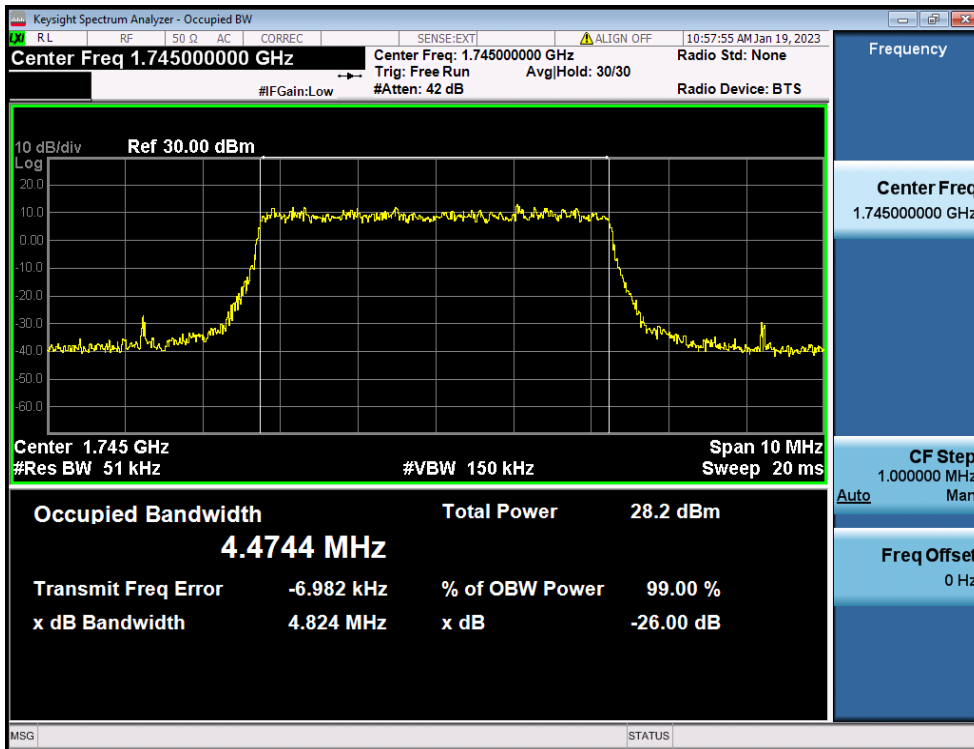 Keysight Spectrum Analyzer - Occupied BW
LXI RL RF 50 Ω AC CORREC SENSE:EXT ALIGN OFF 10:57:55 AM Jan 19, 2023
Center Freq 1.745000000 GHz
Center Freq: 1.745000000 GHz Radio Std: None
Trig: Free Run Avg|Hold: 30/30
#IFGain:Low #Atten: 42 dB Radio Device: BTS
10 dB/div Ref 30.00 dBm
Log
20.0
10.0
0.00
-10.0
-20.0
-30.0
-40.0
-50.0
-60.0
Center 1.745 GHz Span 10 MHz
#Res BW 51 kHz #VBW 150 kHz Sweep 20 ms
Occupied Bandwidth Total Power 28.2 dBm
4.4744 MHz
Transmit Freq Error -6.982 kHz % of OBW Power 99.00 %
x dB Bandwidth 4.824 MHz x dB -26.00 dB
MSG STATUS
Frequency
Center Freq
1.745000000 GHz
CF Step
1.000000 MHz
Auto Man
Freq Offset
0 Hz